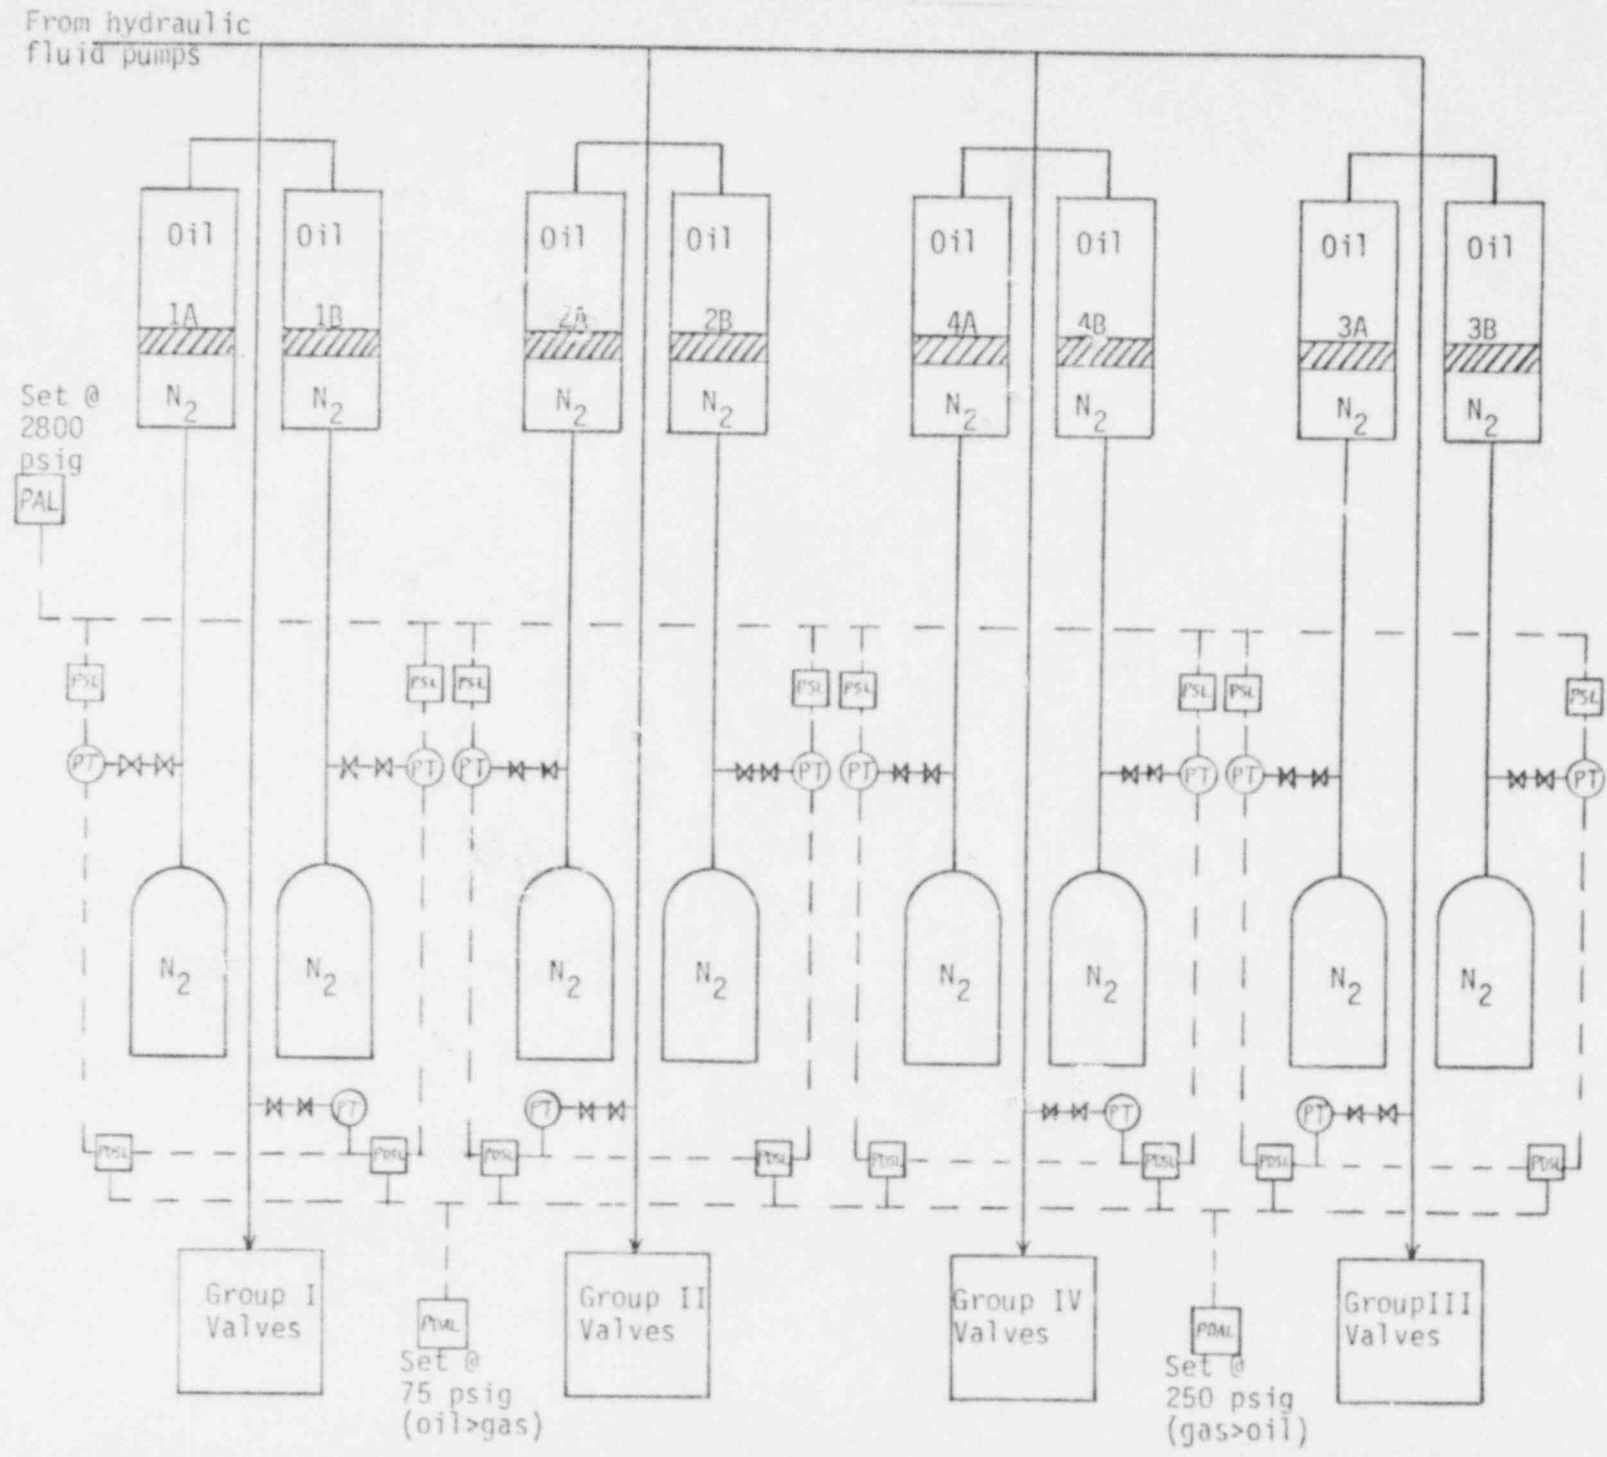 From hydraulic
fluid pumps
Oil Oil Oil Oil Oil Oil Oil Oil
1A 1B 2A 2B 4A 4B 3A 3B
N2 N2 N2 N2 N2 N2 N2 N2
Set @
2800
psig
PAL
PSL PSL PSL PSL PSL PSL PSL PSL
PT PT PT PT PT PT PT PT
N2 N2 N2 N2 N2 N2 N2 N2
PT PT PT PT
PDSL PDSL PDSL PDSL PDSL PDSL PDSL PDSL
Group I
Valves
PDAL
Set @
75 psig
(oil>gas)
Group II
Valves
Group IV
Valves
PDAL
Set @
250 psig
(gas>oil)
GroupIII
Valves